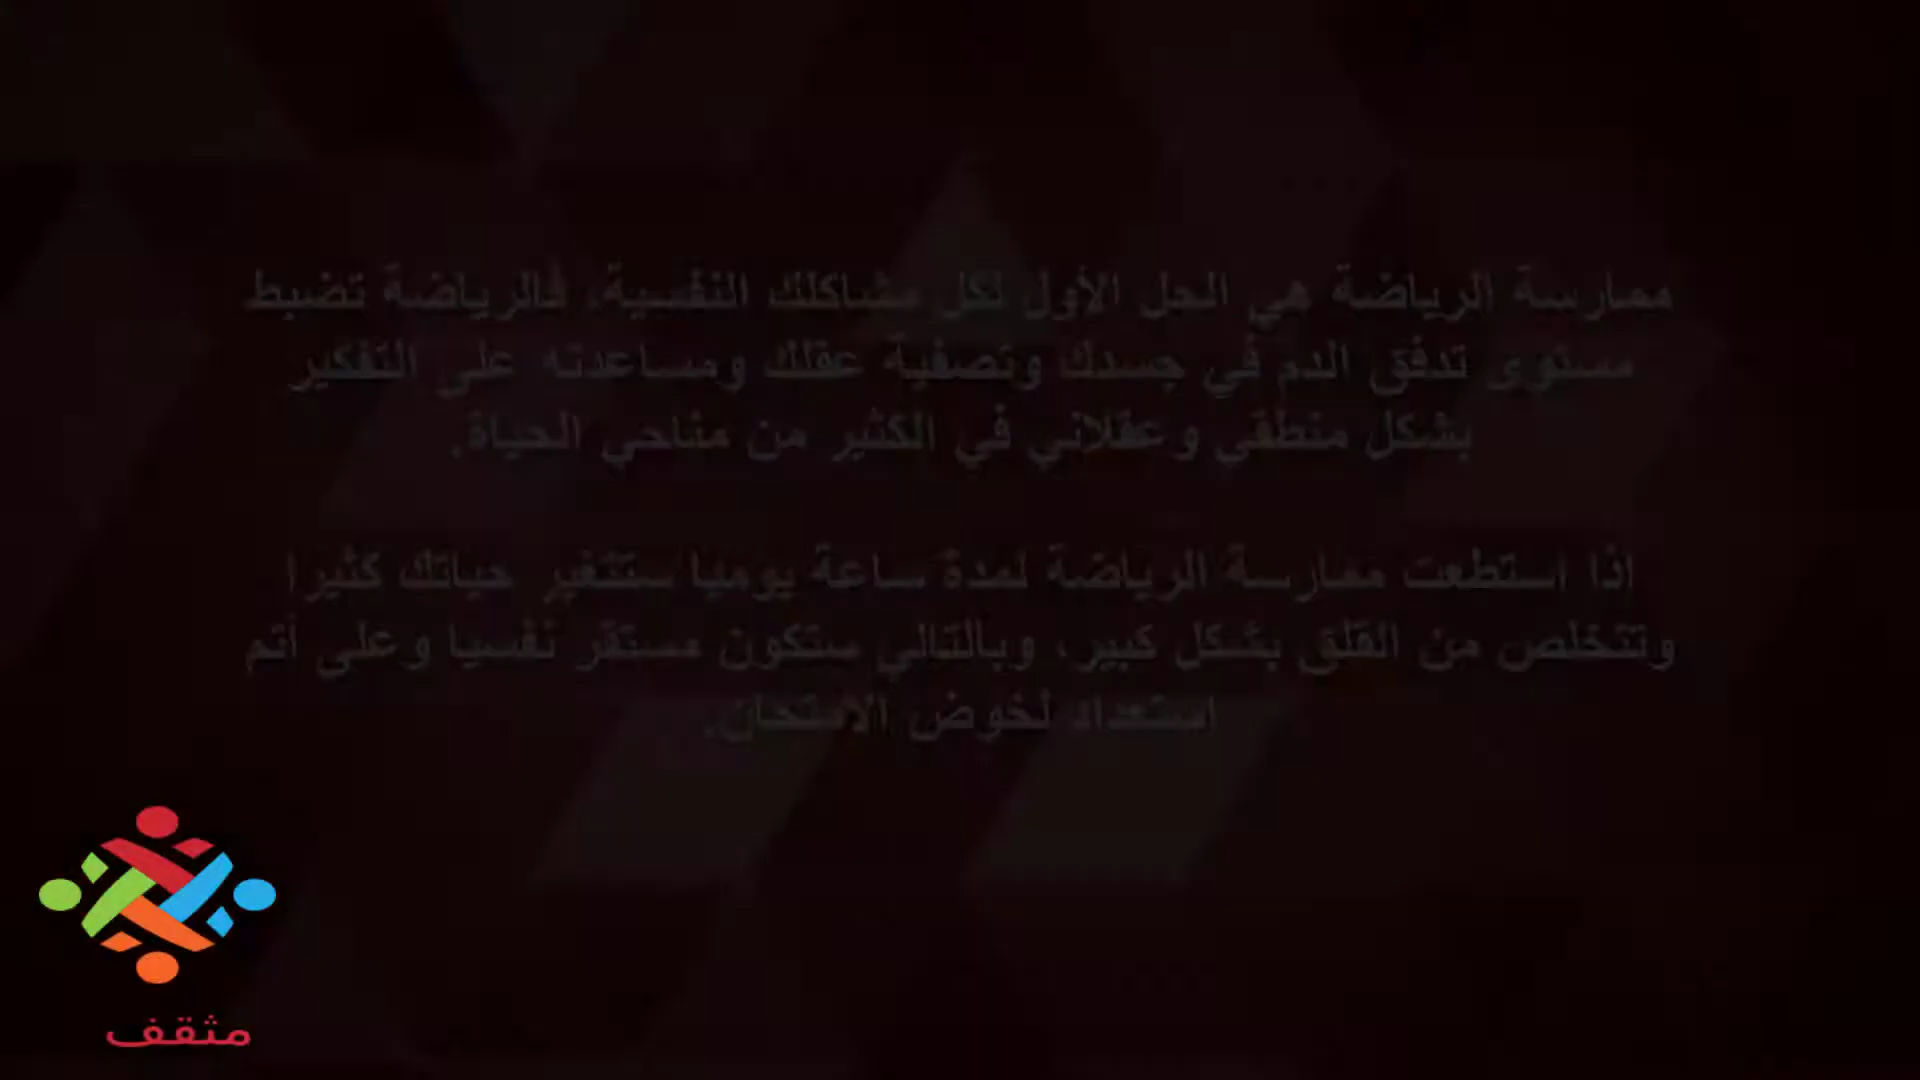 ممارسة الرياضة هي الحل الأول لكل مشاكلك النفسية، فالرياضة تضبط
مستوى تدفق الدم في جسدك وتصفية عقلك ومساعدته على التفكير
بشكل منطقي وعقلاني في الكثير من مناحي الحياة.
اذا استطعت ممارسة الرياضة لمدة ساعة يوميا ستتغير حياتك كثيرا
وتتخلص من القلق بشكل كبير، وبالتالي ستكون مستقر نفسيا وعلى أتم
استعداد لخوض الامتحان.
مثقف